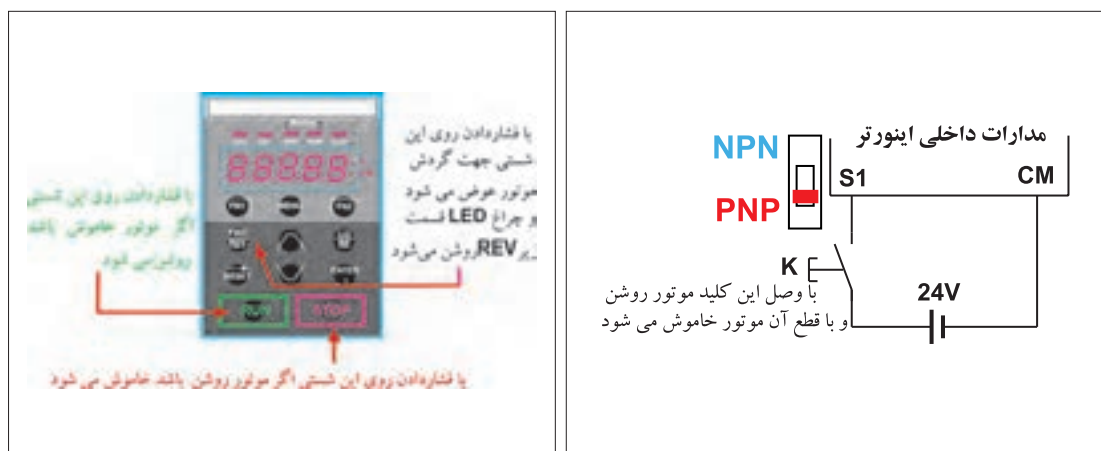 با فشاردادن روی این
شستی جهت گردش
موتور عوض می شود
و چراغ LED قسمت
زیر REV روشن می‌شود
با فشاردادن روی این شستی
اگر موتور خاموش باشد
روشن می شود
RUN
STOP
با فشاردادن روی این شستی اگر موتور روشن باشد خاموش می شود
مدارات داخلی اینورتر
NPN
PNP
S1
CM
K
24V
با وصل این کلید موتور روشن
و با قطع آن موتور خاموش می شود